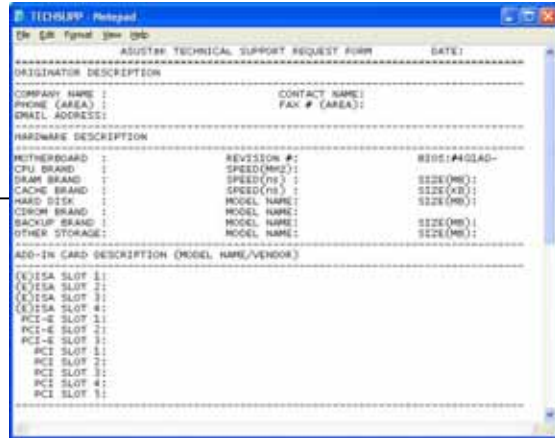 TECHSUPP - Notepad
File Edit Format View Help
ASUSTeK TECHNICAL SUPPORT REQUEST FORM DATE:
ORIGINATOR DESCRIPTION
COMPANY NAME : CONTACT NAME:
PHONE (AREA) : FAX # (AREA):
EMAIL ADDRESS:
HARDWARE DESCRIPTION
MOTHERBOARD : REVISION #: BIOS:#401AO-
CPU BRAND : SPEED(MHz):
DRAM BRAND : SPEED(ns) : SIZE(MB):
CACHE BRAND : SPEED(ns) : SIZE(KB):
HARD DISK : MODEL NAME: SIZE(MB):
CDROM BRAND : MODEL NAME:
BACKUP BRAND : MODEL NAME: SIZE(MB):
OTHER STORAGE: MODEL NAME: SIZE(MB):
ADD-IN CARD DESCRIPTION (MODEL NAME/VENDOR)
(E)ISA SLOT 1:
(E)ISA SLOT 2:
(E)ISA SLOT 3:
(E)ISA SLOT 4:
PCI-E SLOT 1:
PCI-E SLOT 2:
PCI-E SLOT 3:
PCI SLOT 1:
PCI SLOT 2:
PCI SLOT 3:
PCI SLOT 4:
PCI SLOT 5: